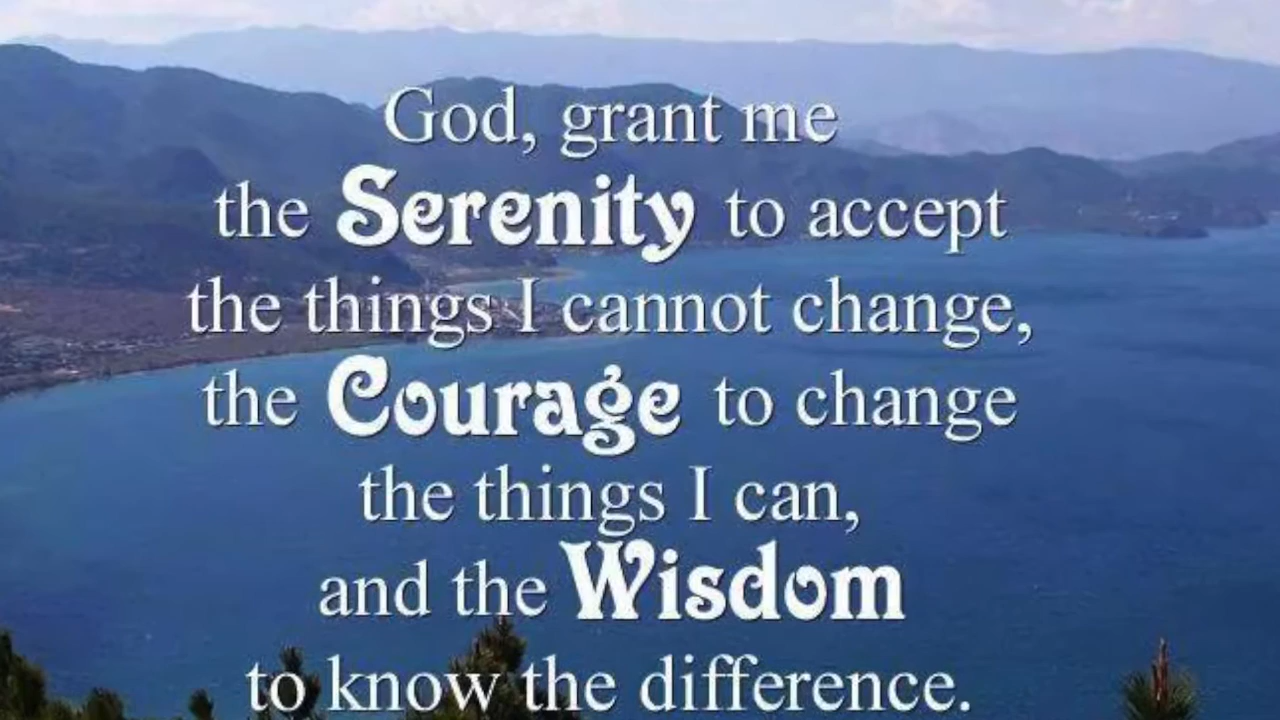 God, grant me
the Serenity to accept
the things I cannot change,
the Courage to change
the things I can,
and the Wisdom
to know the difference.